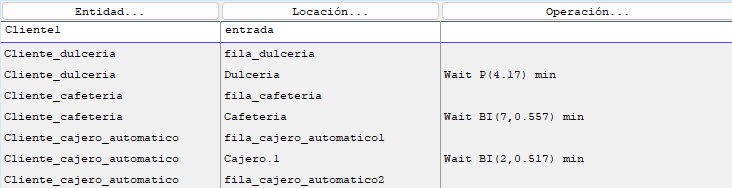 Entidad... Locación... Operación...
Cliente1 entrada
Cliente_dulceria fila_dulceria
Cliente_dulceria Dulceria Wait P(4.17) min
Cliente_cafeteria fila_cafeteria
Cliente_cafeteria Cafeteria Wait BI(7,0.557) min
Cliente_cajero_automatico fila_cajero_automatico1
Cliente_cajero_automatico Cajero.1 Wait BI(2,0.517) min
Cliente_cajero_automatico fila_cajero_automatico2